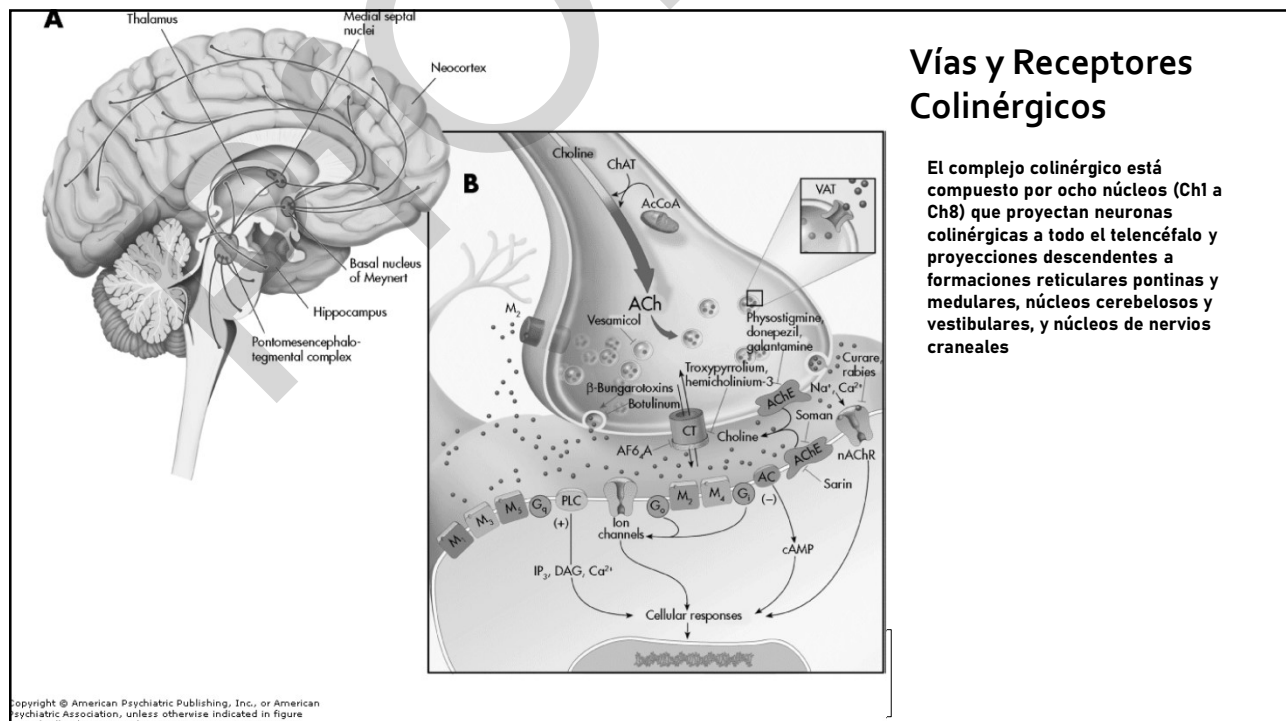 A
Thalamus
Medial septal
nuclei
Neocortex
Basal nucleus
of Meynert
Hippocampus
Pontomesencephalo-
tegmental complex
Vías y Receptores
Colinérgicos
El complejo colinérgico está
compuesto por ocho núcleos (Ch1 a
Ch8) que proyectan neuronas
colinérgicas a todo el telencéfalo y
proyecciones descendentes a
formaciones reticulares pontinas y
medulares, núcleos cerebelosos y
vestibulares, y núcleos de nervios
craneales
B
Choline
ChAT
AcCoA
VAT
ACh
Vesamicol
M2
Physostigmine,
donepezil,
galantamine
Troxypyrrolium,
hemicholinium-3
Curare,
rabies
β-Bungarotoxins
Botulinum
Na+, Ca2+
AChE
CT
Choline
Soman
AF64A
AChE
nAChR
Sarin
M1
M3
M5
Gq
PLC
(+)
Ion
channels
Go
M2
M4
Gi
AC
(−)
cAMP
IP3, DAG, Ca2+
Cellular responses
Copyright © American Psychiatric Publishing, Inc., or American
Psychiatric Association, unless otherwise indicated in figure